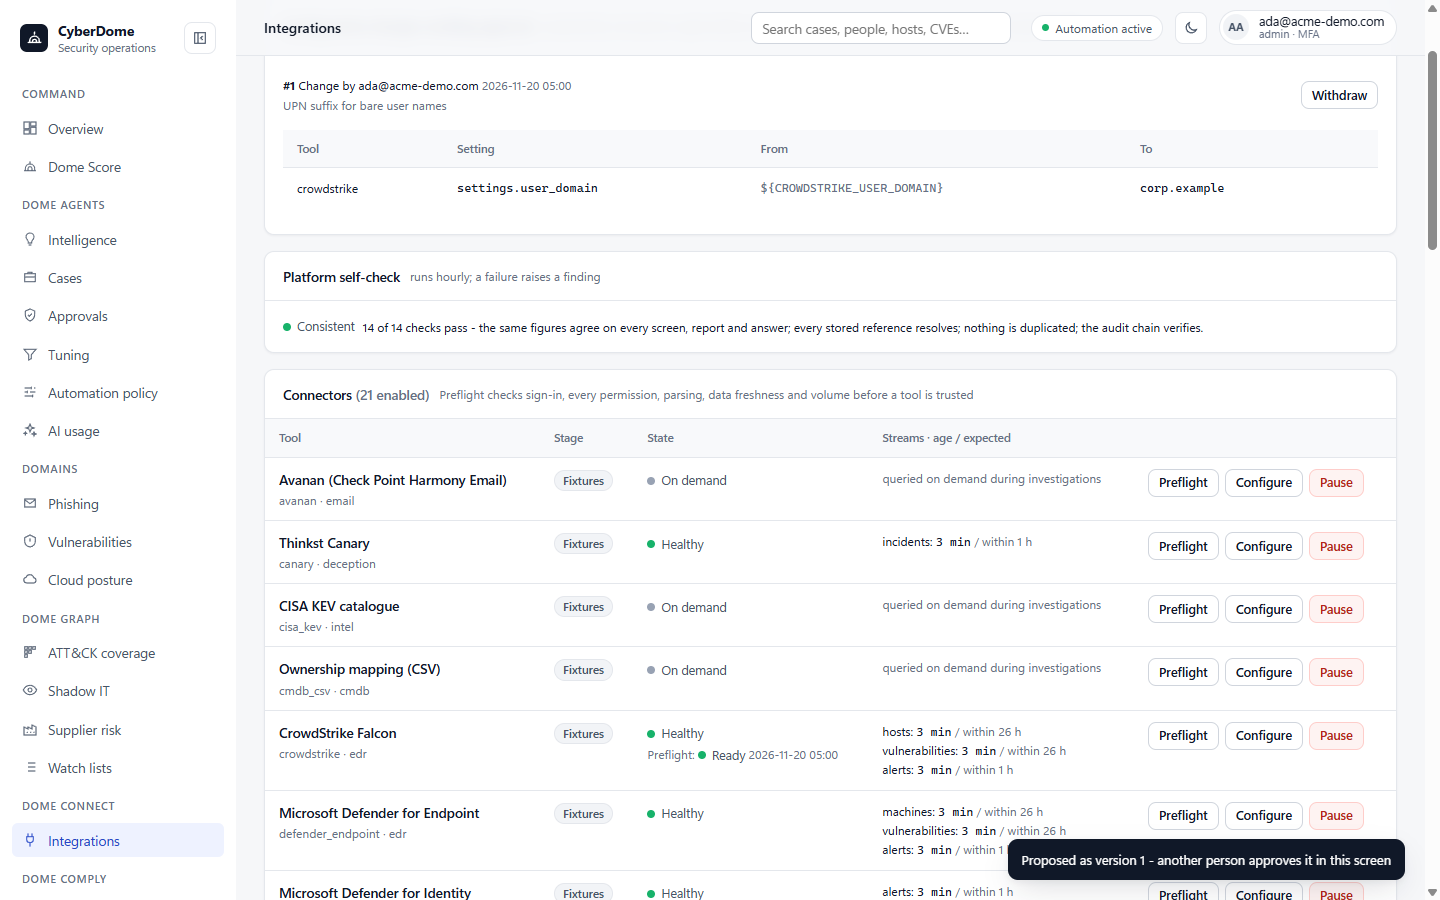 CyberDome
Security operations
COMMAND
Overview
Dome Score
DOME AGENTS
Intelligence
Cases
Approvals
Tuning
Automation policy
AI usage
DOMAINS
Phishing
Vulnerabilities
Cloud posture
DOME GRAPH
ATT&CK coverage
Shadow IT
Supplier risk
Watch lists
DOME CONNECT
Integrations
DOME COMPLY
Integrations
Search cases, people, hosts, CVEs...
Automation active
AA
ada@acme-demo.com
admin · MFA
#1 Change by ada@acme-demo.com 2026-11-20 05:00
UPN suffix for bare user names
Withdraw
Tool Setting From To
crowdstrike settings.user_domain ${CROWDSTRIKE_USER_DOMAIN} corp.example
Platform self-check runs hourly; a failure raises a finding
Consistent 14 of 14 checks pass - the same figures agree on every screen, report and answer; every stored reference resolves; nothing is duplicated; the audit chain verifies.
Connectors (21 enabled) Preflight checks sign-in, every permission, parsing, data freshness and volume before a tool is trusted
Tool Stage State Streams · age / expected
Avanan (Check Point Harmony Email) Fixtures On demand queried on demand during investigations Preflight Configure Pause
avanan · email
Thinkst Canary Fixtures Healthy incidents: 3 min / within 1 h Preflight Configure Pause
canary · deception
CISA KEV catalogue Fixtures On demand queried on demand during investigations Preflight Configure Pause
cisa_kev · intel
Ownership mapping (CSV) Fixtures On demand queried on demand during investigations Preflight Configure Pause
cmdb_csv · cmdb
CrowdStrike Falcon Fixtures Healthy hosts: 3 min / within 26 h Preflight Configure Pause
crowdstrike · edr Preflight: Ready 2026-11-20 05:00 vulnerabilities: 3 min / within 26 h
alerts: 3 min / within 1 h
Microsoft Defender for Endpoint Fixtures Healthy machines: 3 min / within 26 h Preflight Configure Pause
defender_endpoint · edr vulnerabilities: 3 min / within 26 h
alerts: 3 min / within 1
Proposed as version 1 - another person approves it in this screen
Microsoft Defender for Identity Fixtures Healthy alerts: 3 min / within 1 h Preflight Configure Pause